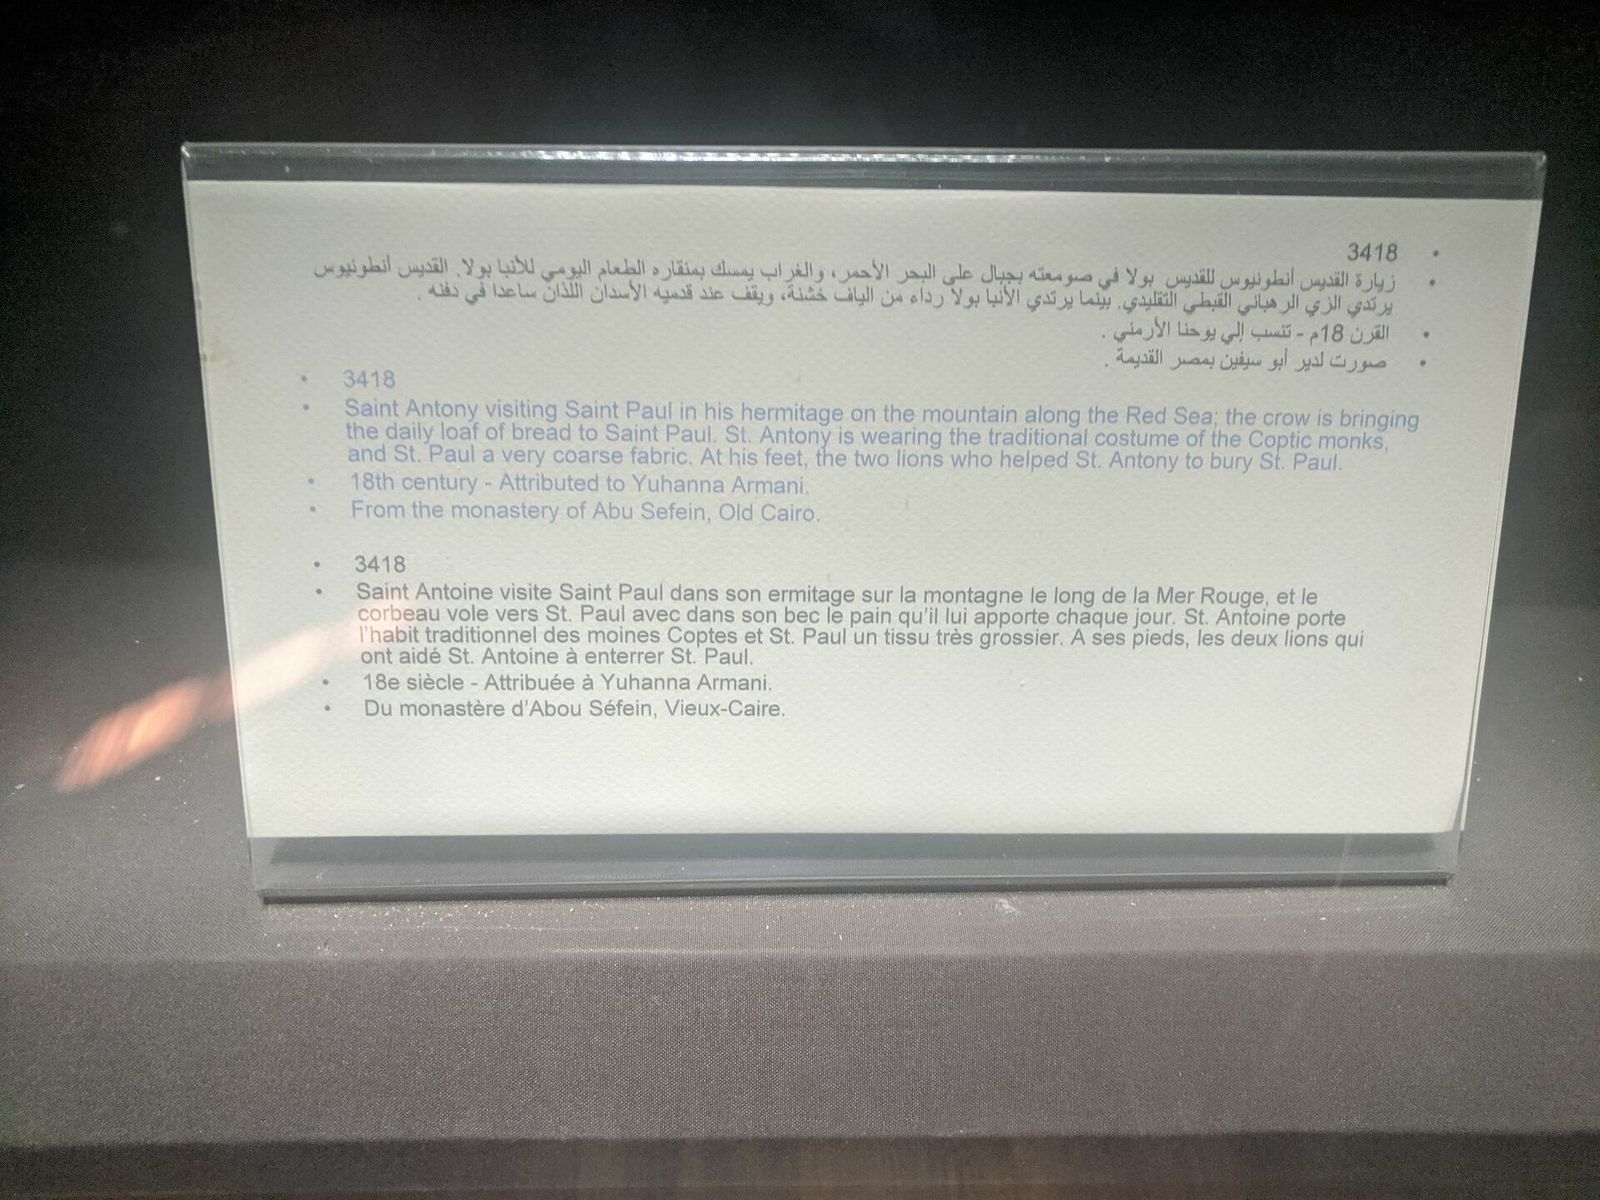 3418
زيارة القديس أنطونيوس للقديس بولا في صومعته بجبال على البحر الأحمر، والغراب يمسك بمنقاره الطعام اليومي للأنبا بولا. القديس أنطونيوس
يرتدي الزي الرهباني القبطي التقليدي. بينما يرتدي الأنبا بولا رداء من الياف خشنة، ويقف عند قدميه الأسدان اللذان ساعدا في دفنه .
القرن 18م - تنسب إلي يوحنا الأرمني .
صورت لدير أبو سيفين بمصر القديمة .
• 3418
• Saint Antony visiting Saint Paul in his hermitage on the mountain along the Red Sea; the crow is bringing
the daily loaf of bread to Saint Paul. St. Antony is wearing the traditional costume of the Coptic monks,
and St. Paul a very coarse fabric. At his feet, the two lions who helped St. Antony to bury St. Paul.
• 18th century - Attributed to Yuhanna Armani.
• From the monastery of Abu Sefein, Old Cairo.
• 3418
• Saint Antoine visite Saint Paul dans son ermitage sur la montagne le long de la Mer Rouge, et le
corbeau vole vers St. Paul avec dans son bec le pain qu'il lui apporte chaque jour. St. Antoine porte
l'habit traditionnel des moines Coptes et St. Paul un tissu très grossier. A ses pieds, les deux lions qui
ont aidé St. Antoine à enterrer St. Paul.
• 18e siècle - Attribuée à Yuhanna Armani.
• Du monastère d'Abou Séfein, Vieux-Caire.